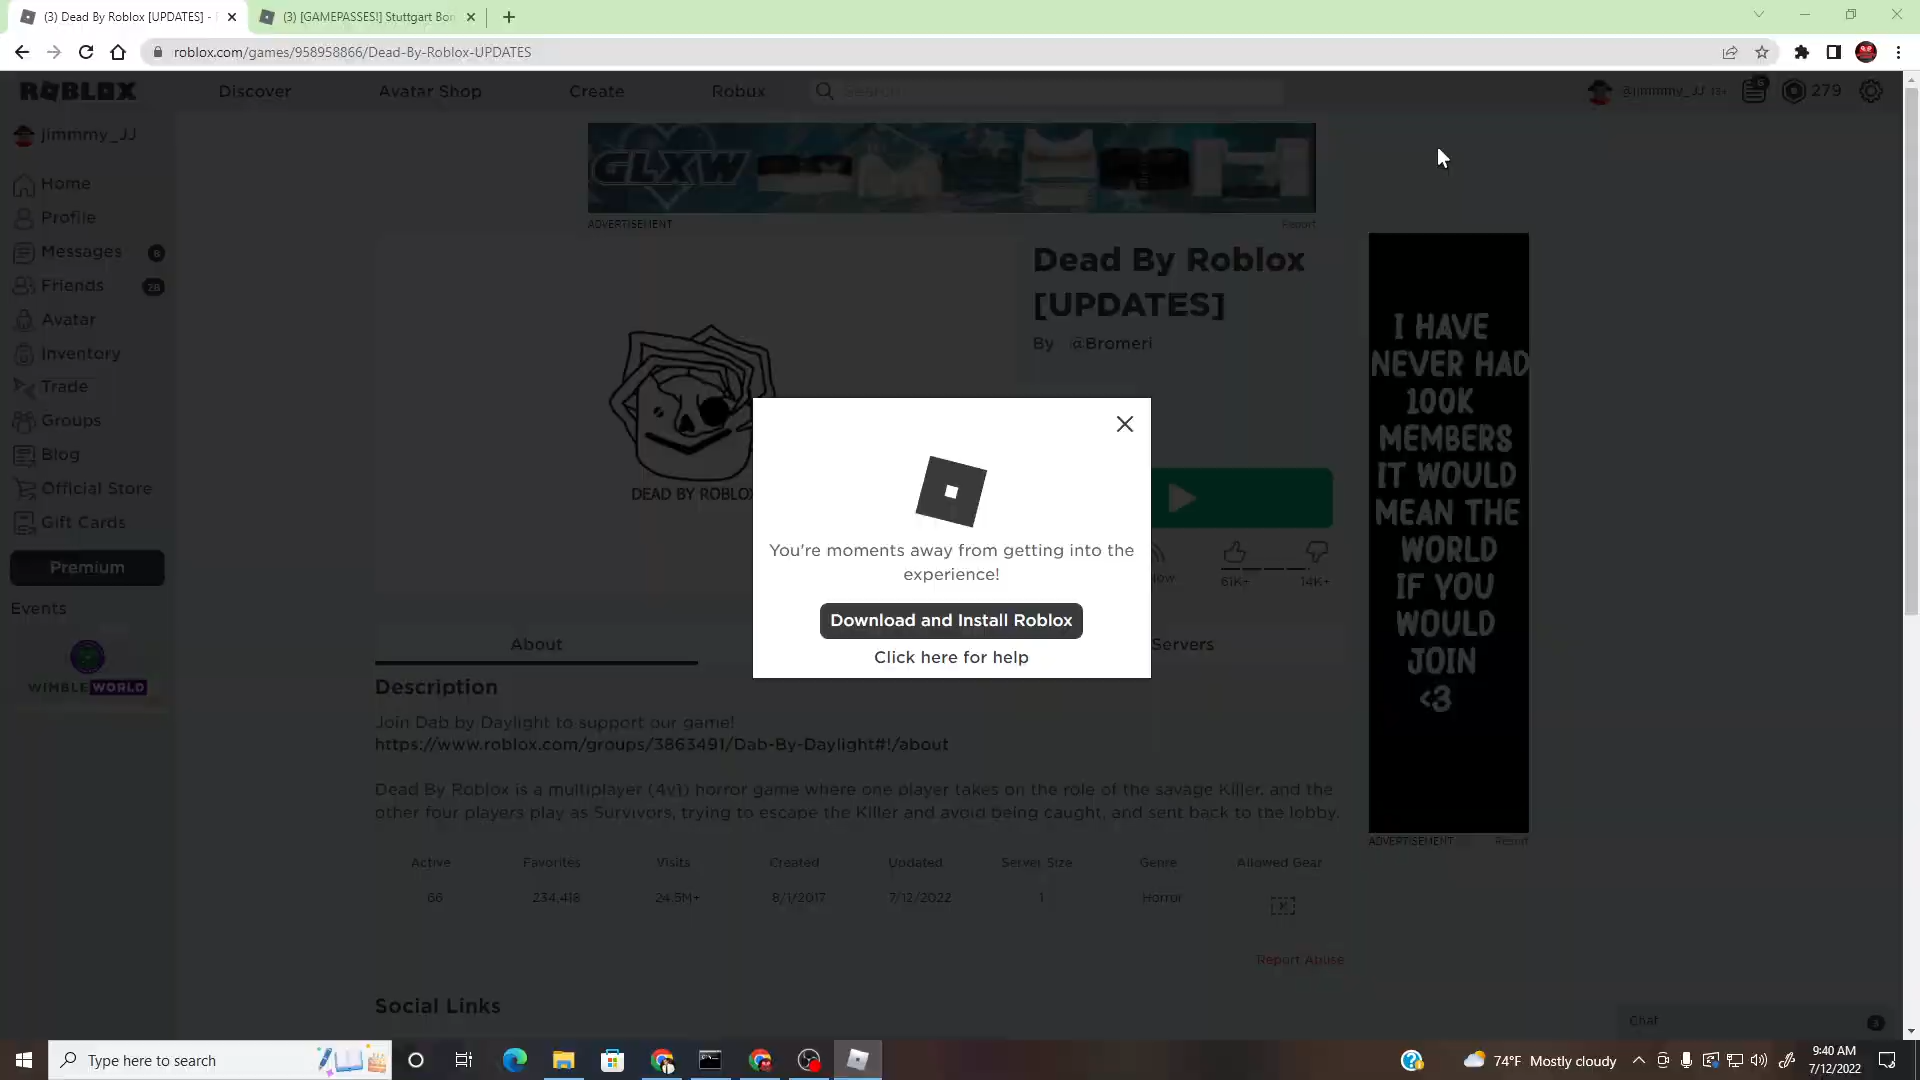 (3) Dead By Roblox [UPDATES] -
(3) [GAMEPASSES!] Stuttgart Bor
roblox.com/games/958958866/Dead-By-Roblox-UPDATES
ROBLOX
Discover
Avatar Shop
Create
Robux
Search
@jimmmy_JJ 13+
279
jimmmy_JJ
Home
Profile
Messages
Friends
Avatar
Inventory
Trade
Groups
Blog
Official Store
Gift Cards
Premium
Events
WIMBLEWORLD
GLXW
ADVERTISEMENT
Report
DEAD BY ROBLOX
Dead By Roblox
[UPDATES]
By @Bromeri
61K+
14K+
You're moments away from getting into the
experience!
Download and Install Roblox
Click here for help
I HAVE
NEVER HAD
100K
MEMBERS
IT WOULD
MEAN THE
WORLD
IF YOU
WOULD
JOIN
<3
ADVERTISEMENT
Report
About
Servers
Description
Join Dab by Daylight to support our game!
https://www.roblox.com/groups/3863491/Dab-By-Daylight#!/about
Dead By Roblox is a multiplayer (4v1) horror game where one player takes on the role of the savage Killer, and the
other four players play as Survivors, trying to escape the Killer and avoid being caught, and sent back to the lobby.
Active
Favorites
Visits
Created
Updated
Server Size
Genre
Allowed Gear
66
234,418
24.5M+
8/1/2017
7/12/2022
1
Horror
Report Abuse
Social Links
Chat
3
Type here to search
74°F Mostly cloudy
9:40 AM
7/12/2022